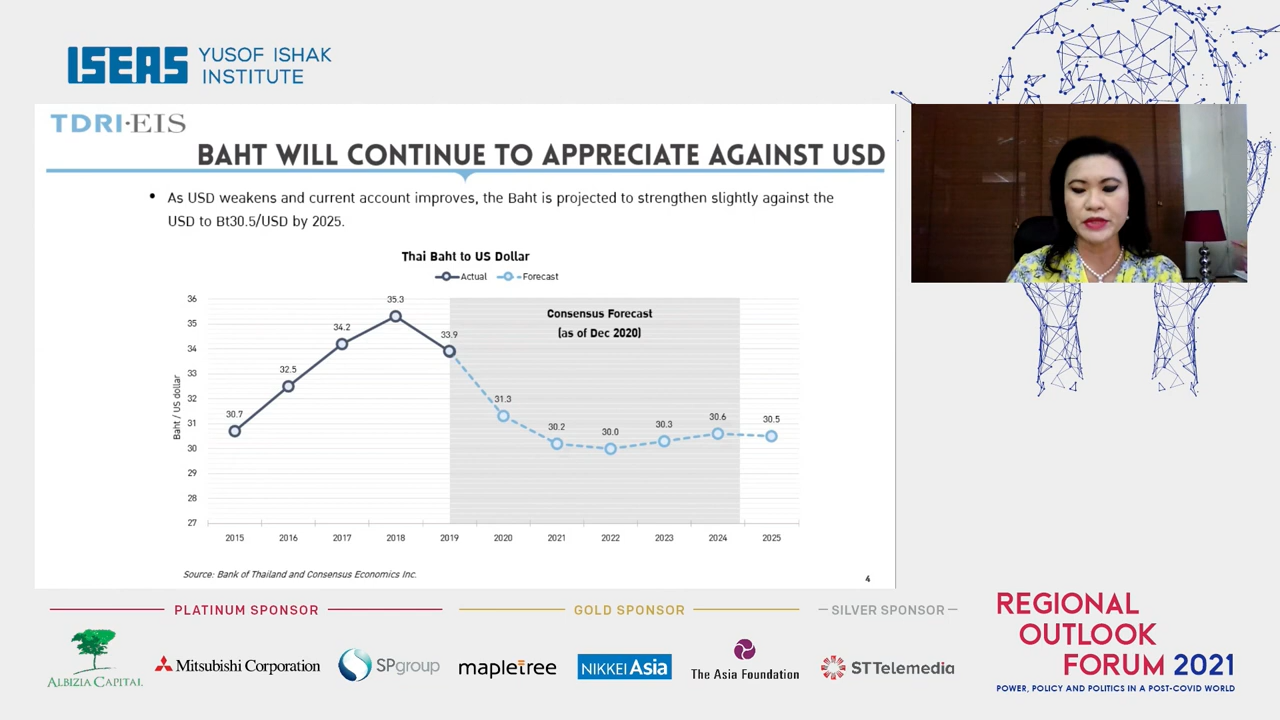 ISEAS YUSOF ISHAK
INSTITUTE
TDRI·EIS
BAHT WILL CONTINUE TO APPRECIATE AGAINST USD
• As USD weakens and current account improves, the Baht is projected to strengthen slightly against the
USD to Bt30.5/USD by 2025.
Thai Baht to US Dollar
Actual Forecast
Consensus Forecast
(as of Dec 2020)
Baht / US dollar
36
35
34
33
32
31
30
29
28
27
30.7
32.5
34.2
35.3
33.9
31.3
30.2
30.0
30.3
30.6
30.5
2015 2016 2017 2018 2019 2020 2021 2022 2023 2024 2025
Source: Bank of Thailand and Consensus Economics Inc.
4
PLATINUM SPONSOR GOLD SPONSOR SILVER SPONSOR
ALBIZIA CAPITAL
Mitsubishi Corporation
SPgroup
mapletree
NIKKEI Asia
The Asia Foundation
ST Telemedia
REGIONAL
OUTLOOK
FORUM 2021
POWER, POLICY AND POLITICS IN A POST-COVID WORLD